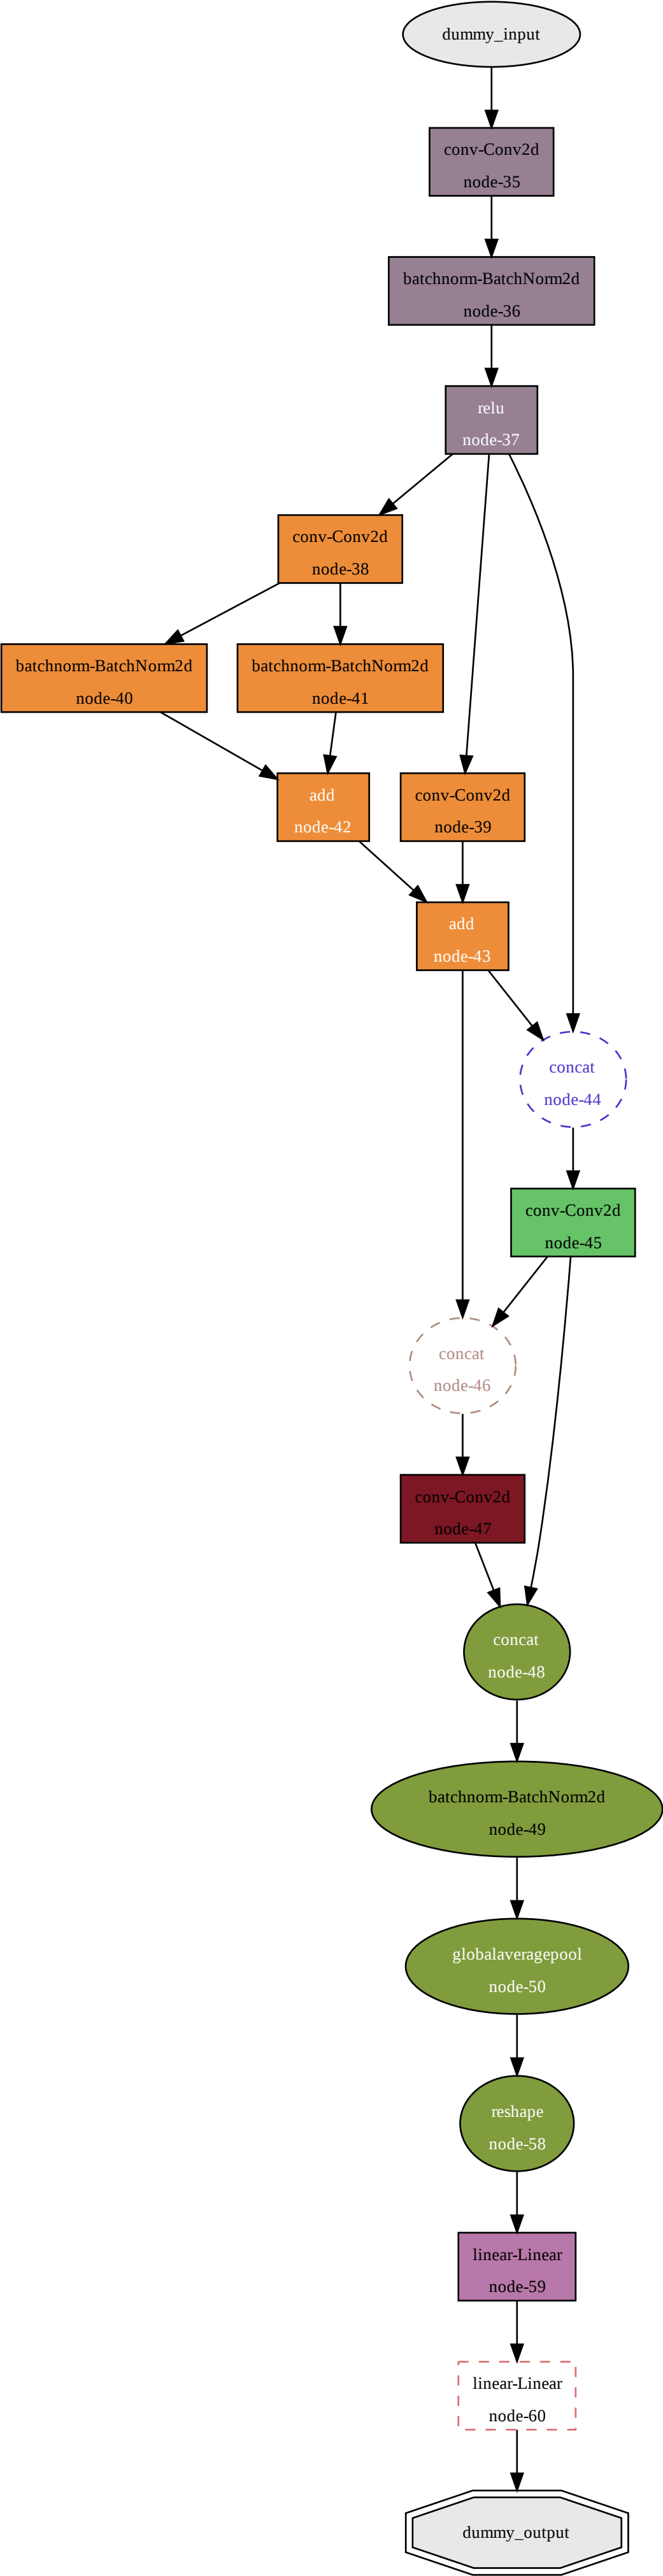 dummy_input
conv-Conv2d
node-35
batchnorm-BatchNorm2d
node-36
relu
node-37
conv-Conv2d
node-38
batchnorm-BatchNorm2d
node-40
batchnorm-BatchNorm2d
node-41
add
node-42
conv-Conv2d
node-39
add
node-43
concat
node-44
conv-Conv2d
node-45
concat
node-46
conv-Conv2d
node-47
concat
node-48
batchnorm-BatchNorm2d
node-49
globalaveragepool
node-50
reshape
node-58
linear-Linear
node-59
linear-Linear
node-60
dummy_output